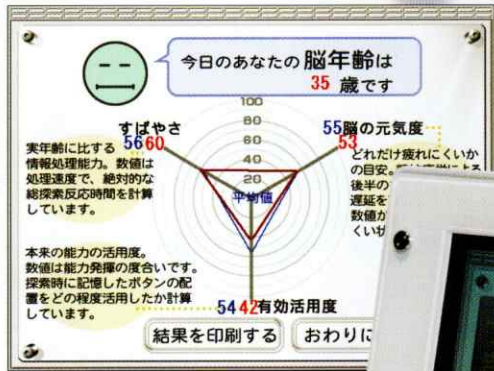 今日のあなたの脳年齢は
35 歳です
100
80
60
40
20
平均値
すばやさ
56 60
実年齢に比する
情報処理能力。数値は
処理速度で、絶対的な
総探索反応時間を計算
しています。
55 脳の元気度
53
どれだけ疲れにくいか
の目安。
後半の
遅延を
数値が
くい状
本来の能力の活用度。
数値は能力発揮の度合いです。
探索時に記憶したボタンの配
置をどの程度活用したか計算
しています。
54 42 有効活用度
結果を印刷する
おわりに